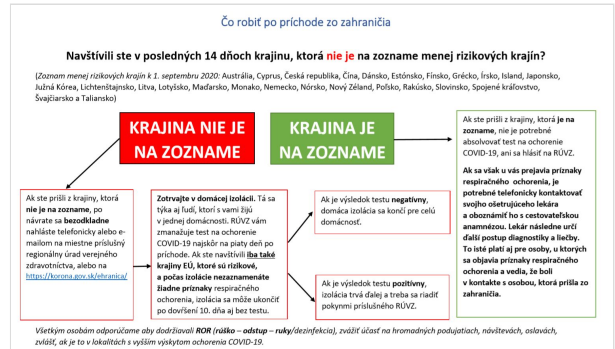 Čo robiť po príchode zo zahraničia
Navštívili ste v posledných 14 dňoch krajinu, ktorá nie je na zozname menej rizikových krajín?
(Zoznam menej rizikových krajín k 1. septembru 2020: Austrália, Cyprus, Česká republika, Čína, Dánsko, Estónsko, Fínsko, Grécko, Írsko, Island, Japonsko,
Južná Kórea, Lichtenštajnsko, Litva, Lotyšsko, Maďarsko, Monako, Nemecko, Nórsko, Nový Zéland, Poľsko, Rakúsko, Slovinsko, Spojené kráľovstvo,
Švajčiarsko a Taliansko)
KRAJINA NIE JE
NA ZOZNAME
KRAJINA JE
NA ZOZNAME
Ak ste prišli z krajiny, ktorá
nie je na zozname, po
návrate sa bezodkladne
nahláste telefonicky alebo e-
mailom na miestne príslušný
regionálny úrad verejného
zdravotníctva, alebo na
https://korona.gov.sk/ehranica/
Zotrvajte v domácej izolácii. Tá sa
týka aj ľudí, ktorí s vami žijú
v jednej domácnosti. RÚVZ vám
zmanažuje test na ochorenie
COVID-19 najskôr na piaty deň po
príchode. Ak ste navštívili iba také
krajiny EÚ, ktoré sú rizikové,
a počas izolácie nezaznamenáte
žiadne príznaky respiračného
ochorenia, izolácia sa môže ukončiť
po dovŕšení 10. dňa aj bez testu.
Ak je výsledok testu negatívny,
domáca izolácia sa končí pre celú
domácnosť.
Ak je výsledok testu pozitívny,
izolácia trvá ďalej a treba sa riadiť
pokynmi príslušného RÚVZ.
Ak ste prišli z krajiny, ktorá je na
zozname, nie je potrebné
absolvovať test na ochorenie
COVID-19, ani sa hlásiť na RÚVZ.
Ak sa však u vás prejavia príznaky
respiračného ochorenia, je
potrebné telefonicky kontaktovať
svojho ošetrujúceho lekára
a oboznámiť ho s cestovateľskou
anamnézou. Lekár následne určí
ďalší postup diagnostiky a liečby.
To isté platí aj pre osoby, u ktorých
sa objavia príznaky respiračného
ochorenia a vedia, že boli
v kontakte s osobou, ktorá prišla zo
zahraničia.
Všetkým osobám odporúčame aby dodržiavali ROR (rúško – odstup – ruky/dezinfekcia), zvážiť účasť na hromadných podujatiach, návštevách, oslavách,
zvlášť, ak je to v lokalitách s vyšším výskytom ochorenia COVID-19.